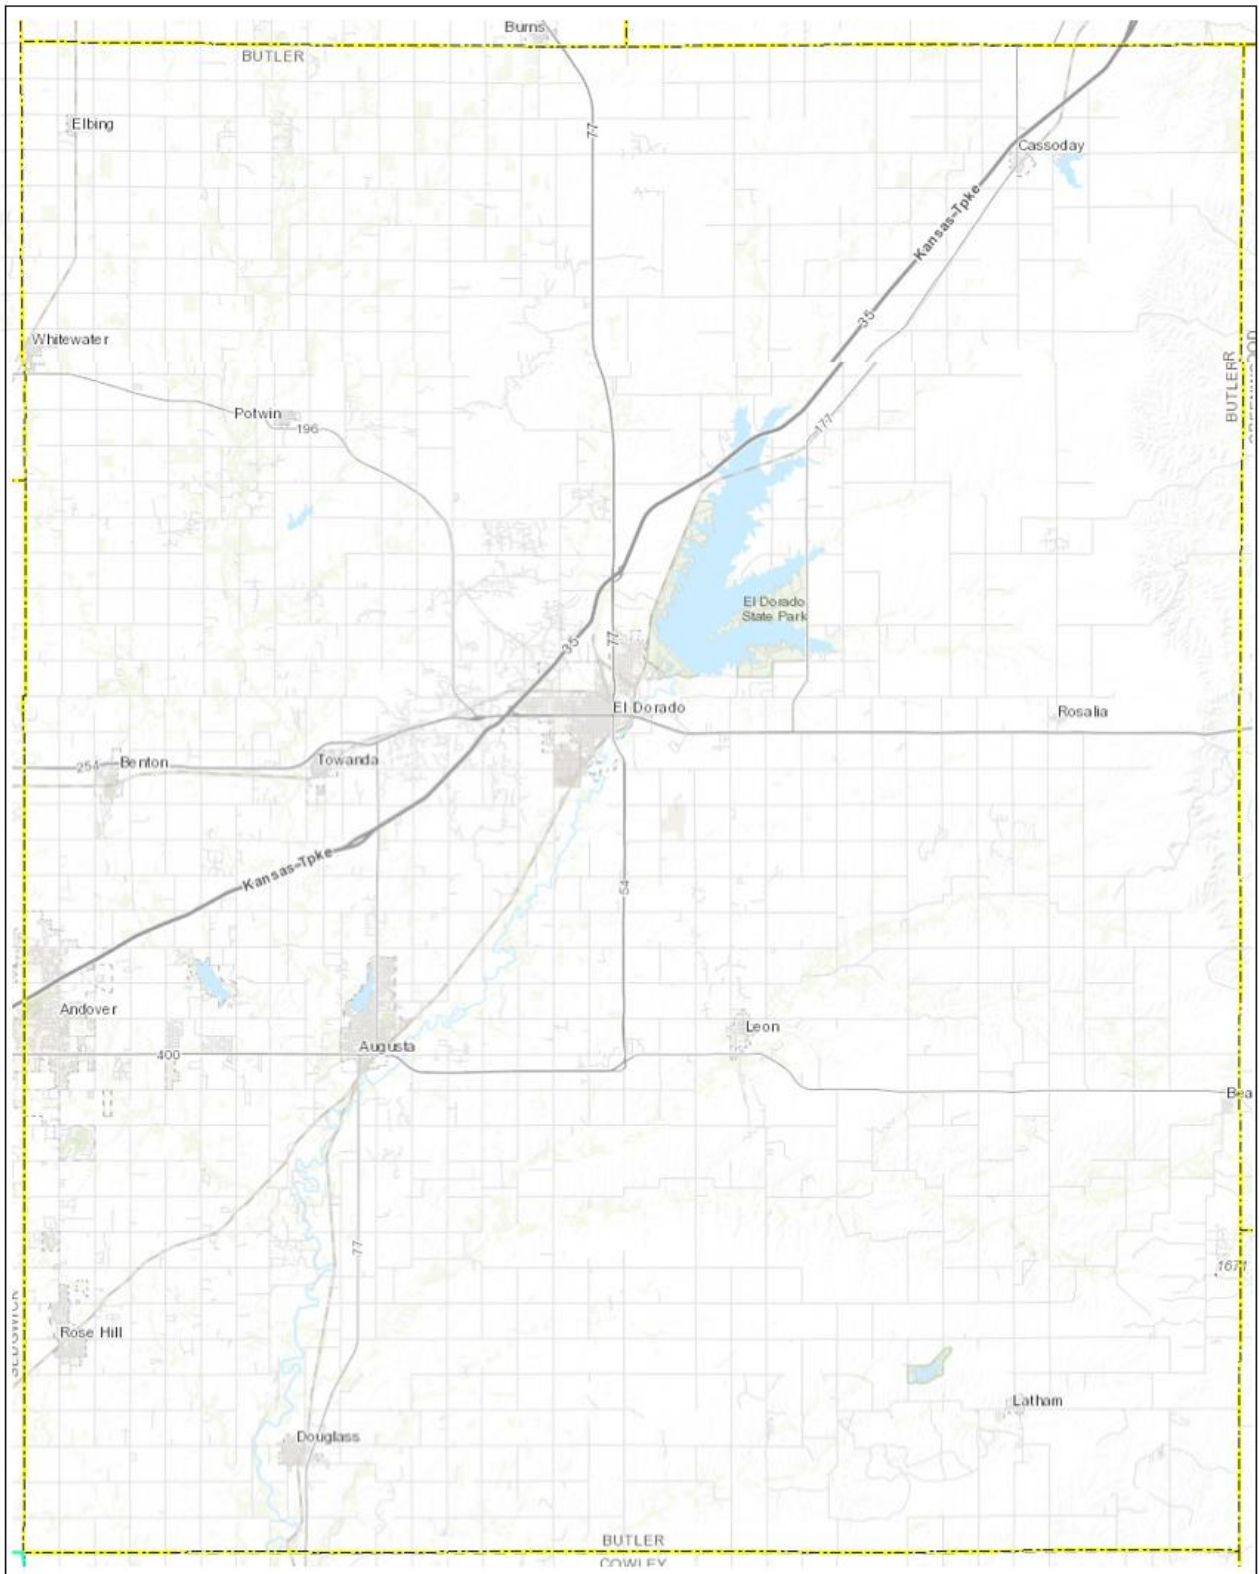 Burns
BUTLER
Elbing
77
Cassoday
Kansas-Tpke
35
Whitewater
BUTLER
Potwin
196
177
El Dorado
State Park
35
77
El Dorado
Rosalia
254
Benton
Towanda
Kansas-Tpke
54
Andover
Leon
Augusta
400
Bea
77
1671
Rose Hill
Latham
Douglass
BUTLER
COWLEY